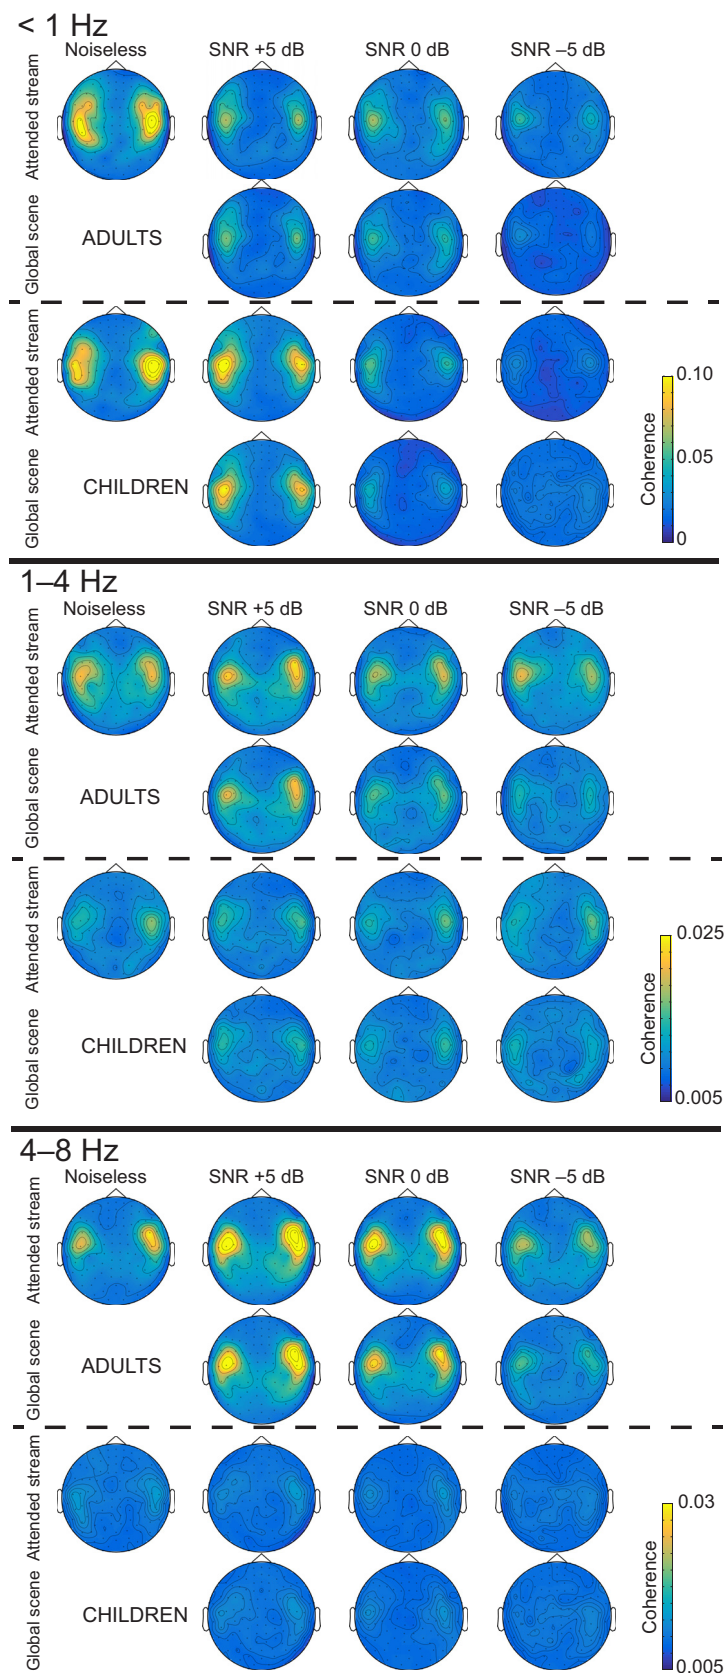 < 1 Hz
Noiseless SNR +5 dB SNR 0 dB SNR –5 dB
Attended stream
Global scene
ADULTS
Attended stream
Global scene
CHILDREN
0.10
0.05
0
Coherence
1–4 Hz
Noiseless SNR +5 dB SNR 0 dB SNR –5 dB
Attended stream
Global scene
ADULTS
Attended stream
Global scene
CHILDREN
0.025
0.005
Coherence
4–8 Hz
Noiseless SNR +5 dB SNR 0 dB SNR –5 dB
Attended stream
Global scene
ADULTS
Attended stream
Global scene
CHILDREN
0.03
0.005
Coherence